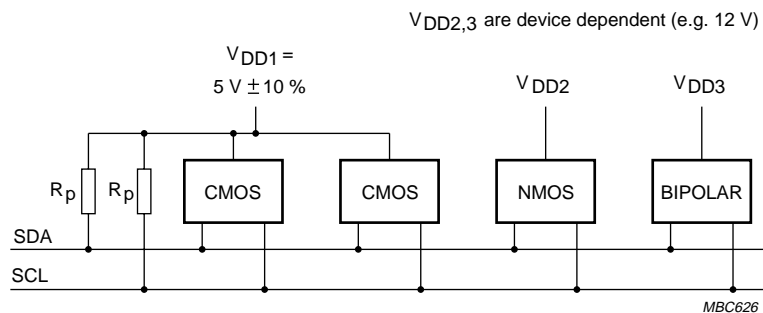 VDD2,3 are device dependent (e.g. 12 V)
VDD1 =
5 V ± 10 %
VDD2
VDD3
Rp
Rp
CMOS
CMOS
NMOS
BIPOLAR
SDA
SCL
MBC626